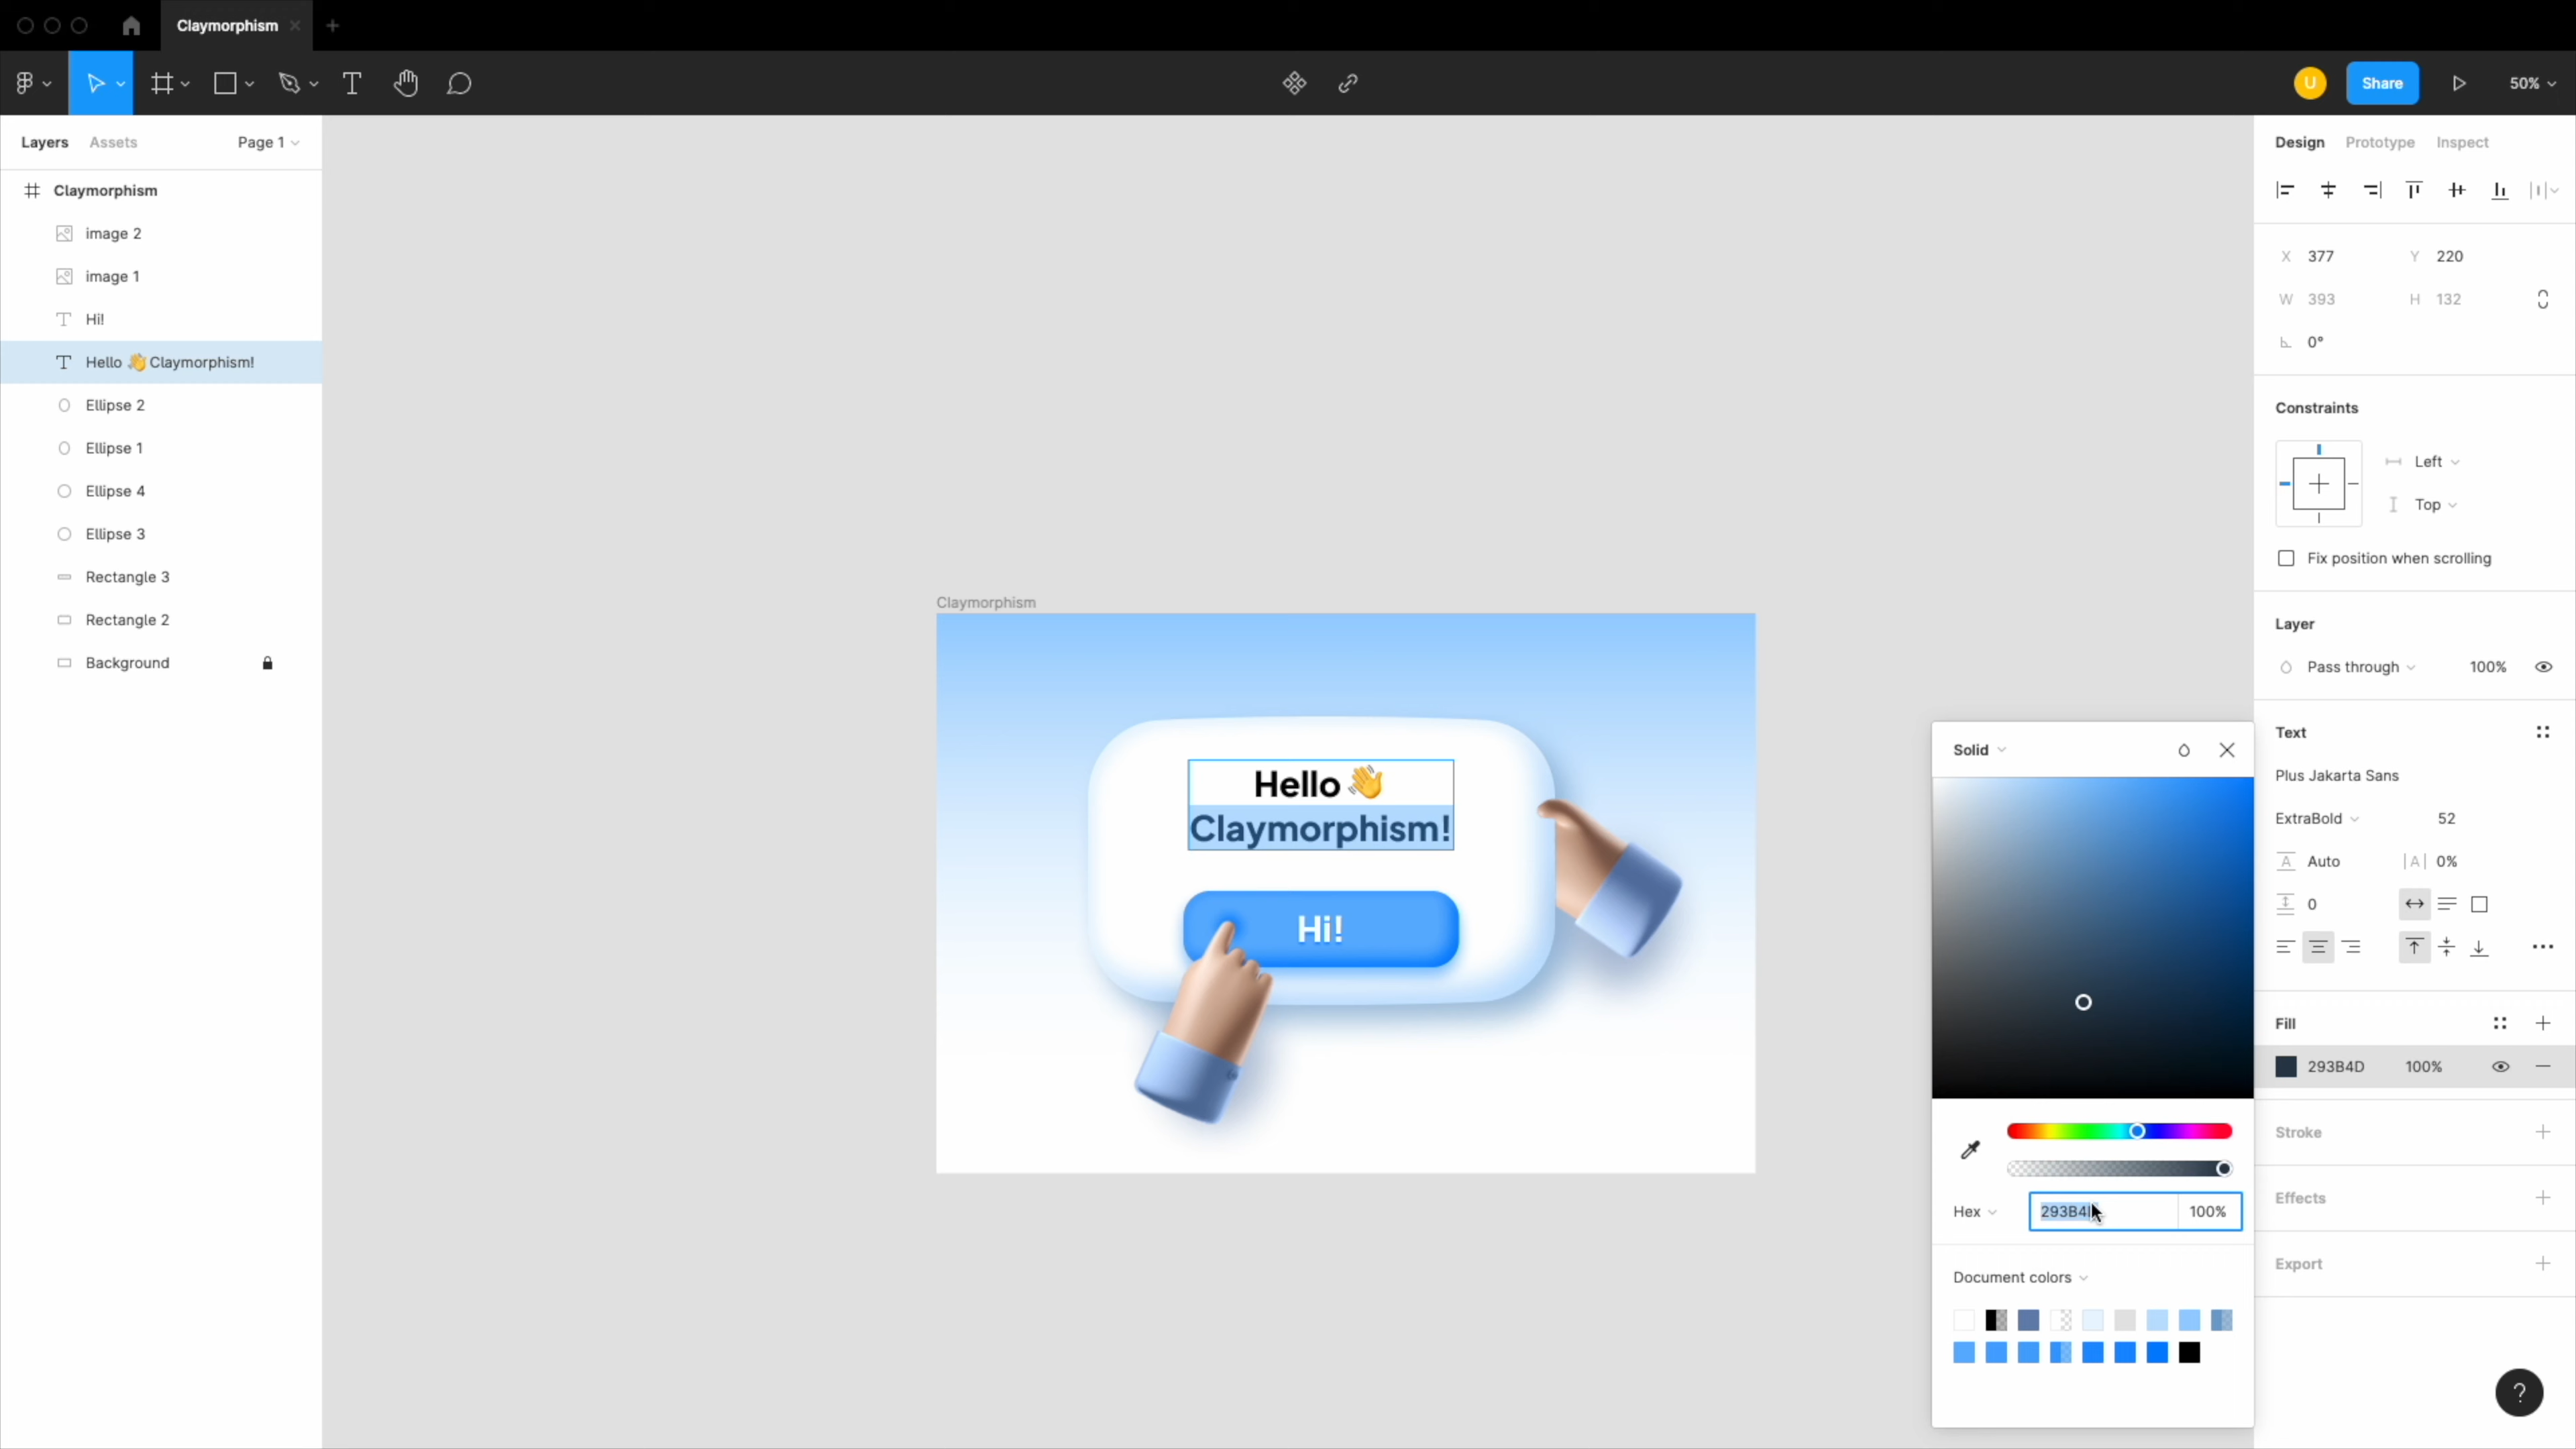 Claymorphism
Share
50%
Layers
Assets
Page 1
Claymorphism
image 2
image 1
Hi!
Hello 👋 Claymorphism!
Ellipse 2
Ellipse 1
Ellipse 4
Ellipse 3
Rectangle 3
Rectangle 2
Background
Claymorphism
Hello 👋
Claymorphism!
Hi!
Design
Prototype
Inspect
X 377
Y 220
W 393
H 132
0°
Constraints
Left
Top
Fix position when scrolling
Layer
Pass through
100%
Text
Plus Jakarta Sans
ExtraBold
52
A Auto
|A| 0%
0
Fill
293B4D
100%
Stroke
Effects
Export
Solid
Hex
100%
Document colors
U
?